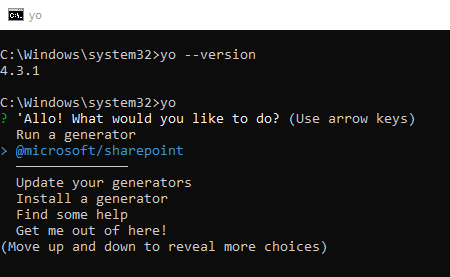 yo
C:\Windows\system32>yo --version
4.3.1
C:\Windows\system32>yo
? 'Allo! What would you like to do? (Use arrow keys)
Run a generator
> @microsoft/sharepoint
──────────────
Update your generators
Install a generator
Find some help
Get me out of here!
(Move up and down to reveal more choices)